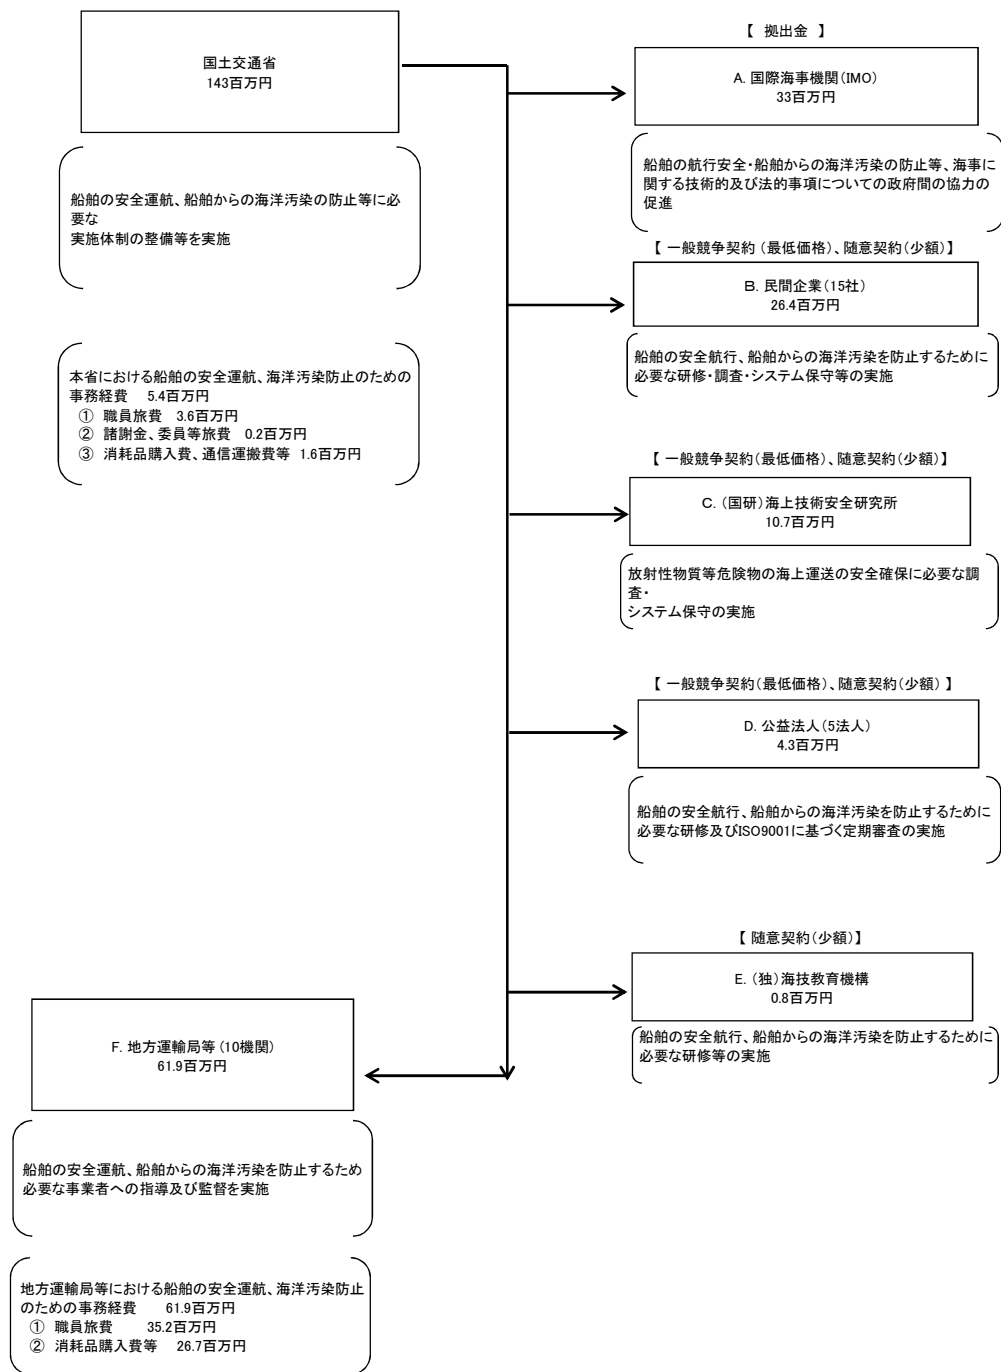 国土交通省
143百万円
船舶の安全運航、船舶からの海洋汚染の防止等に必
要な
実施体制の整備等を実施
本省における船舶の安全運航、海洋汚染防止のための
事務経費 5.4百万円
① 職員旅費 3.6百万円
② 諸謝金、委員等旅費 0.2百万円
③ 消耗品購入費、通信運搬費等 1.6百万円
【 拠出金 】
A. 国際海事機関(IMO)
33百万円
船舶の航行安全・船舶からの海洋汚染の防止等、海事に
関する技術的及び法的事項についての政府間の協力の
促進
【 一般競争契約 (最低価格)、随意契約(少額)】
B. 民間企業(15社)
26.4百万円
船舶の安全航行、船舶からの海洋汚染を防止するために
必要な研修・調査・システム保守等の実施
【 一般競争契約(最低価格)、随意契約(少額)】
C. (国研)海上技術安全研究所
10.7百万円
放射性物質等危険物の海上運送の安全確保に必要な調
査・
システム保守の実施
【 一般競争契約(最低価格)、随意契約(少額) 】
D. 公益法人(5法人)
4.3百万円
船舶の安全航行、船舶からの海洋汚染を防止するために
必要な研修及びISO9001に基づく定期審査の実施
【 随意契約(少額)】
E. (独)海技教育機構
0.8百万円
船舶の安全航行、船舶からの海洋汚染を防止するために
必要な研修等の実施
F. 地方運輸局等 (10機関)
61.9百万円
船舶の安全運航、船舶からの海洋汚染を防止するため
必要な事業者への指導及び監督を実施
地方運輸局等における船舶の安全運航、海洋汚染防止
のための事務経費 61.9百万円
① 職員旅費 35.2百万円
② 消耗品購入費等 26.7百万円